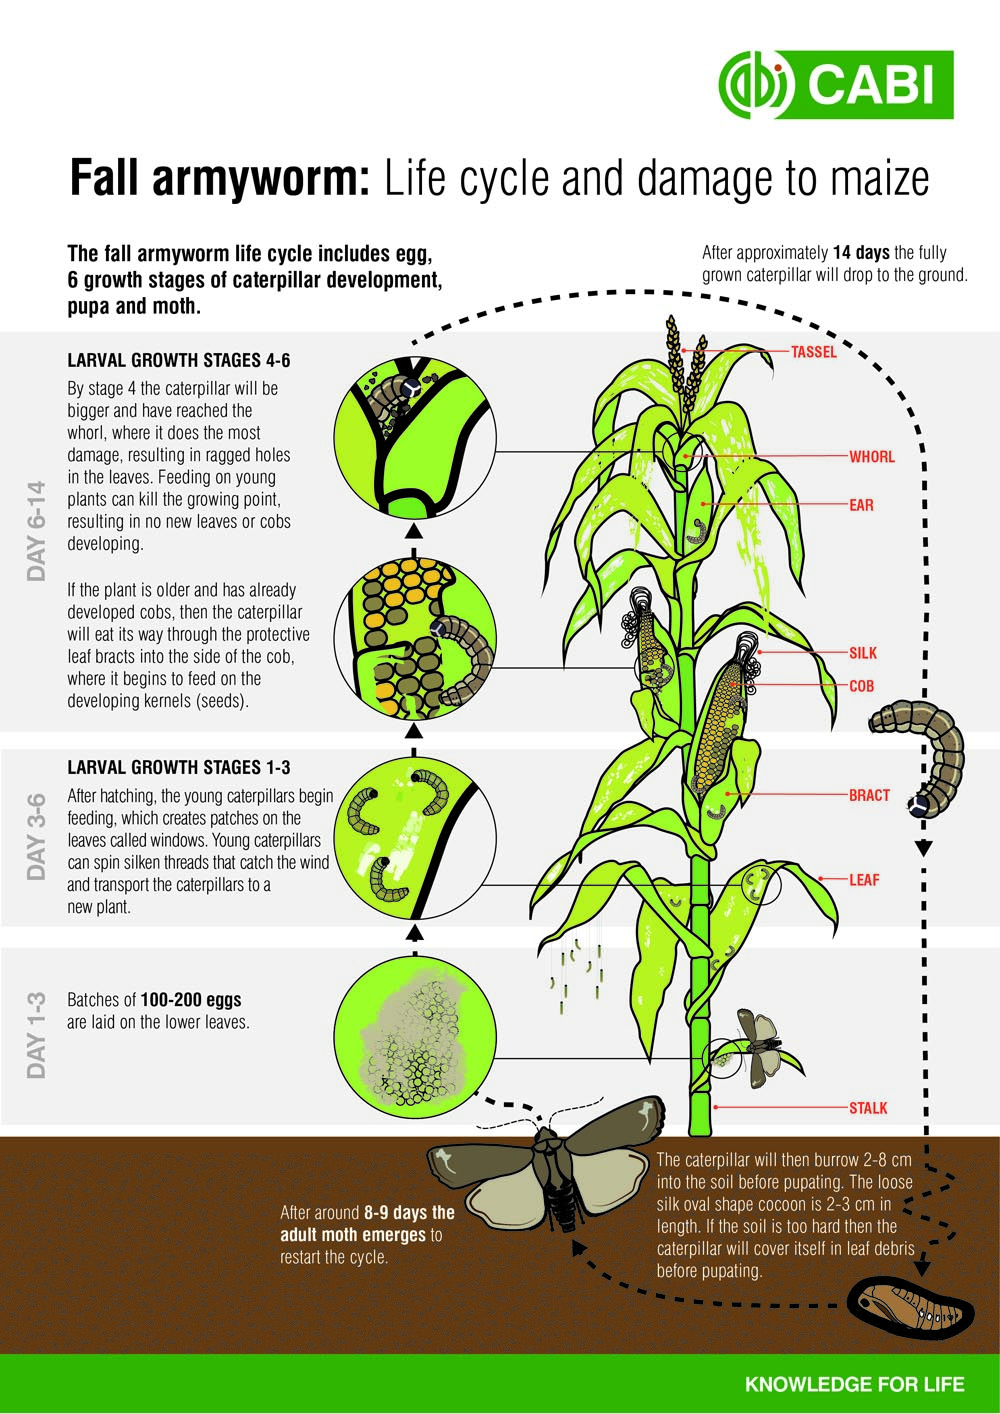 CABI
Fall armyworm: Life cycle and damage to maize
The fall armyworm life cycle includes egg,
6 growth stages of caterpillar development,
pupa and moth.
After approximately 14 days the fully
grown caterpillar will drop to the ground.
DAY 6-14
LARVAL GROWTH STAGES 4-6
By stage 4 the caterpillar will be
bigger and have reached the
whorl, where it does the most
damage, resulting in ragged holes
in the leaves. Feeding on young
plants can kill the growing point,
resulting in no new leaves or cobs
developing.
If the plant is older and has already
developed cobs, then the caterpillar
will eat its way through the protective
leaf bracts into the side of the cob,
where it begins to feed on the
developing kernels (seeds).
TASSEL
WHORL
EAR
SILK
COB
DAY 3-6
LARVAL GROWTH STAGES 1-3
After hatching, the young caterpillars begin
feeding, which creates patches on the
leaves called windows. Young caterpillars
can spin silken threads that catch the wind
and transport the caterpillars to a
new plant.
BRACT
LEAF
DAY 1-3
Batches of 100-200 eggs
are laid on the lower leaves.
STALK
The caterpillar will then burrow 2-8 cm
into the soil before pupating. The loose
silk oval shape cocoon is 2-3 cm in
length. If the soil is too hard then the
caterpillar will cover itself in leaf debris
before pupating.
After around 8-9 days the
adult moth emerges to
restart the cycle.
KNOWLEDGE FOR LIFE